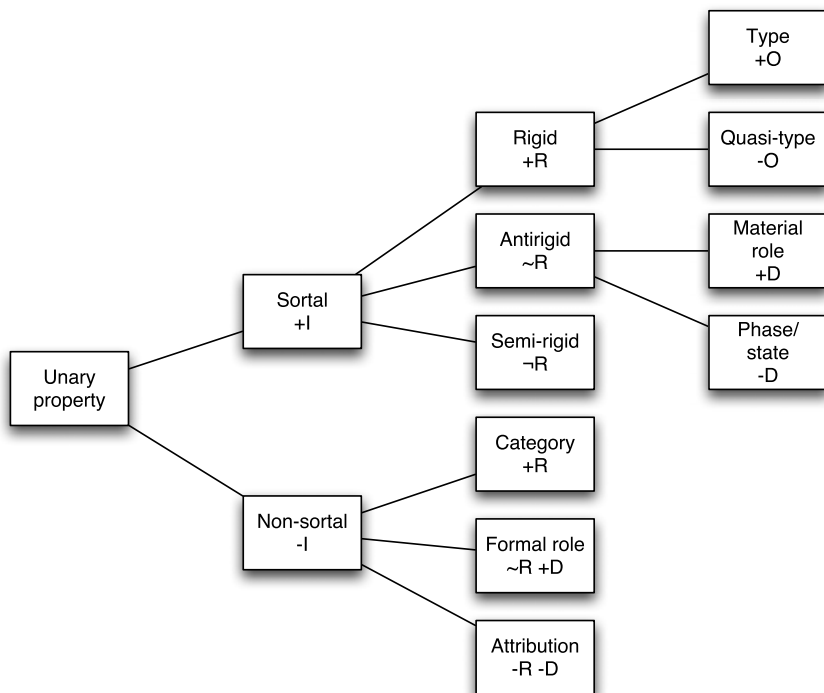 Type
+O
Rigid
+R
Quasi-type
-O
Antirigid
~R
Material
role
+D
Sortal
+I
Semi-rigid
¬R
Phase/
state
-D
Unary
property
Category
+R
Non-sortal
-I
Formal role
~R +D
Attribution
-R -D